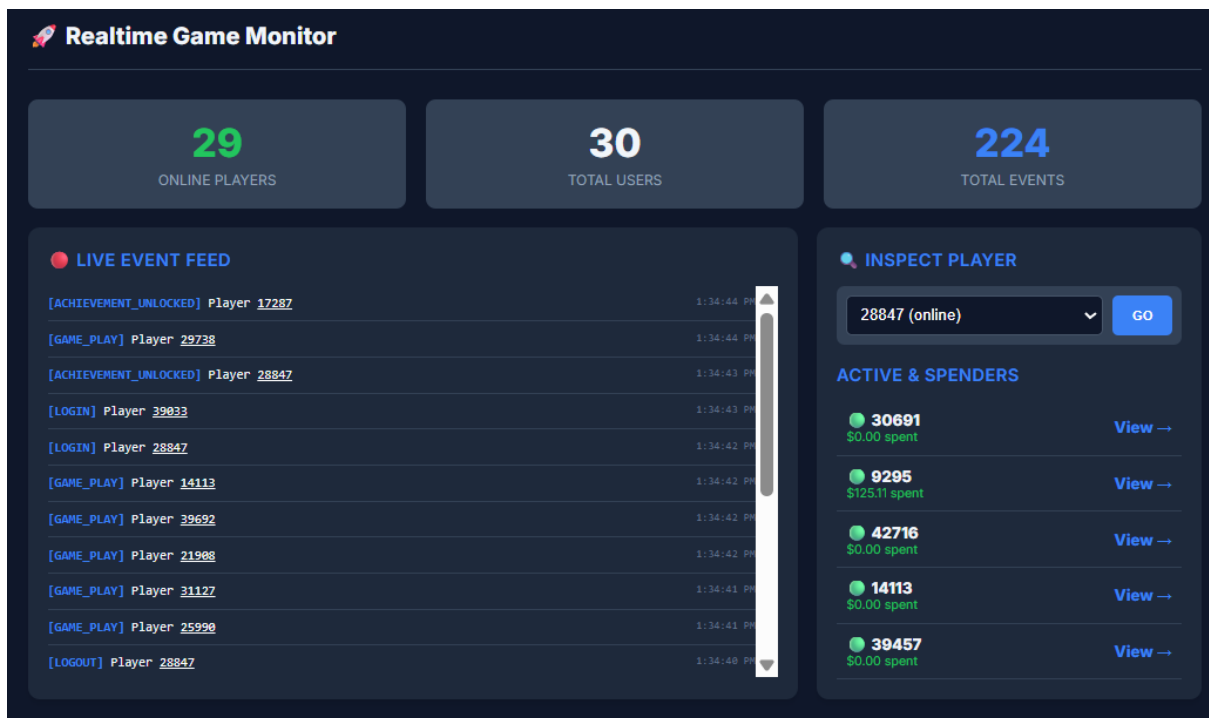 Realtime Game Monitor
29
ONLINE PLAYERS
30
TOTAL USERS
224
TOTAL EVENTS
LIVE EVENT FEED
[ACHIEVEMENT_UNLOCKED] Player 17287 1:34:44 PM
[GAME_PLAY] Player 29738 1:34:44 PM
[ACHIEVEMENT_UNLOCKED] Player 28847 1:34:43 PM
[LOGIN] Player 39033 1:34:43 PM
[LOGIN] Player 28847 1:34:42 PM
[GAME_PLAY] Player 14113 1:34:42 PM
[GAME_PLAY] Player 39692 1:34:42 PM
[GAME_PLAY] Player 21908 1:34:42 PM
[GAME_PLAY] Player 31127 1:34:41 PM
[GAME_PLAY] Player 25990 1:34:41 PM
[LOGOUT] Player 28847 1:34:40 PM
INSPECT PLAYER
28847 (online) GO
ACTIVE & SPENDERS
30691
$0.00 spent
View →
9295
$125.11 spent
View →
42716
$0.00 spent
View →
14113
$0.00 spent
View →
39457
$0.00 spent
View →